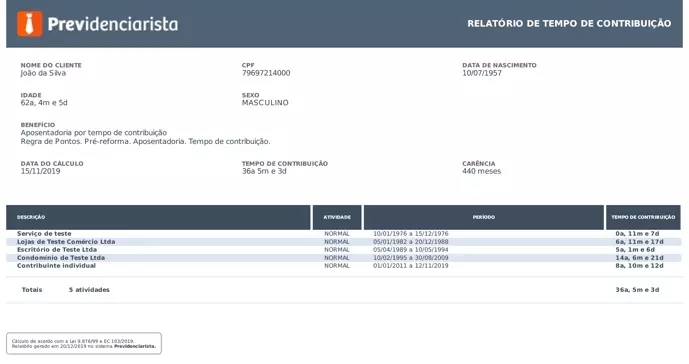 Previdenciarista
RELATÓRIO DE TEMPO DE CONTRIBUIÇÃO
NOME DO CLIENTE CPF DATA DE NASCIMENTO
João da Silva 79697214000 10/07/1957
IDADE SEXO
62a, 4m e 5d MASCULINO
BENEFÍCIO
Aposentadoria por tempo de contribuição
Regra de Pontos. Pré-reforma. Aposentadoria. Tempo de contribuição.
DATA DO CÁLCULO TEMPO DE CONTRIBUIÇÃO CARÊNCIA
15/11/2019 36a 5m e 3d 440 meses
DESCRIÇÃO ATIVIDADE PERÍODO TEMPO DE CONTRIBUIÇÃO
Serviço de teste NORMAL 10/01/1976 a 15/12/1976 0a, 11m e 7d
Lojas de Teste Comércio Ltda NORMAL 05/01/1982 a 20/12/1988 6a, 11m e 17d
Escritório de Teste Ltda NORMAL 05/04/1989 a 10/05/1994 5a, 1m e 6d
Condomínio de Teste Ltda NORMAL 10/02/1995 a 30/08/2009 14a, 6m e 21d
Contribuinte individual NORMAL 01/01/2011 a 12/11/2019 8a, 10m e 12d
Totais 5 atividades 36a, 5m e 3d
Cálculo de acordo com a Lei 9.876/99 e EC 103/2019.
Relatório gerado em 20/12/2019 no sistema Previdenciarista.